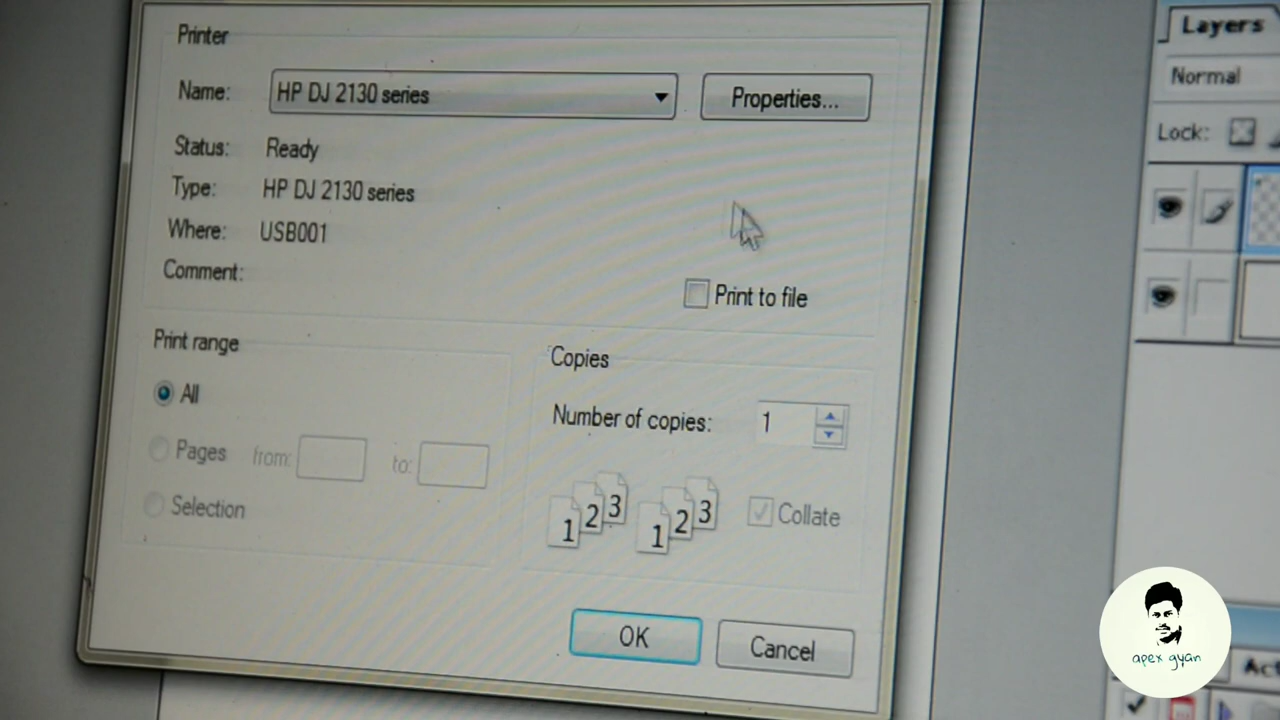 Printer
Name: HP DJ 2130 series Properties...
Status: Ready
Type: HP DJ 2130 series
Where: USB001
Comment:
Print to file
Print range
All
Pages from: to:
Selection
Copies
Number of copies: 1
1 2 3 1 2 3
Collate
OK Cancel
Layers
Normal
Lock:
apex gyan